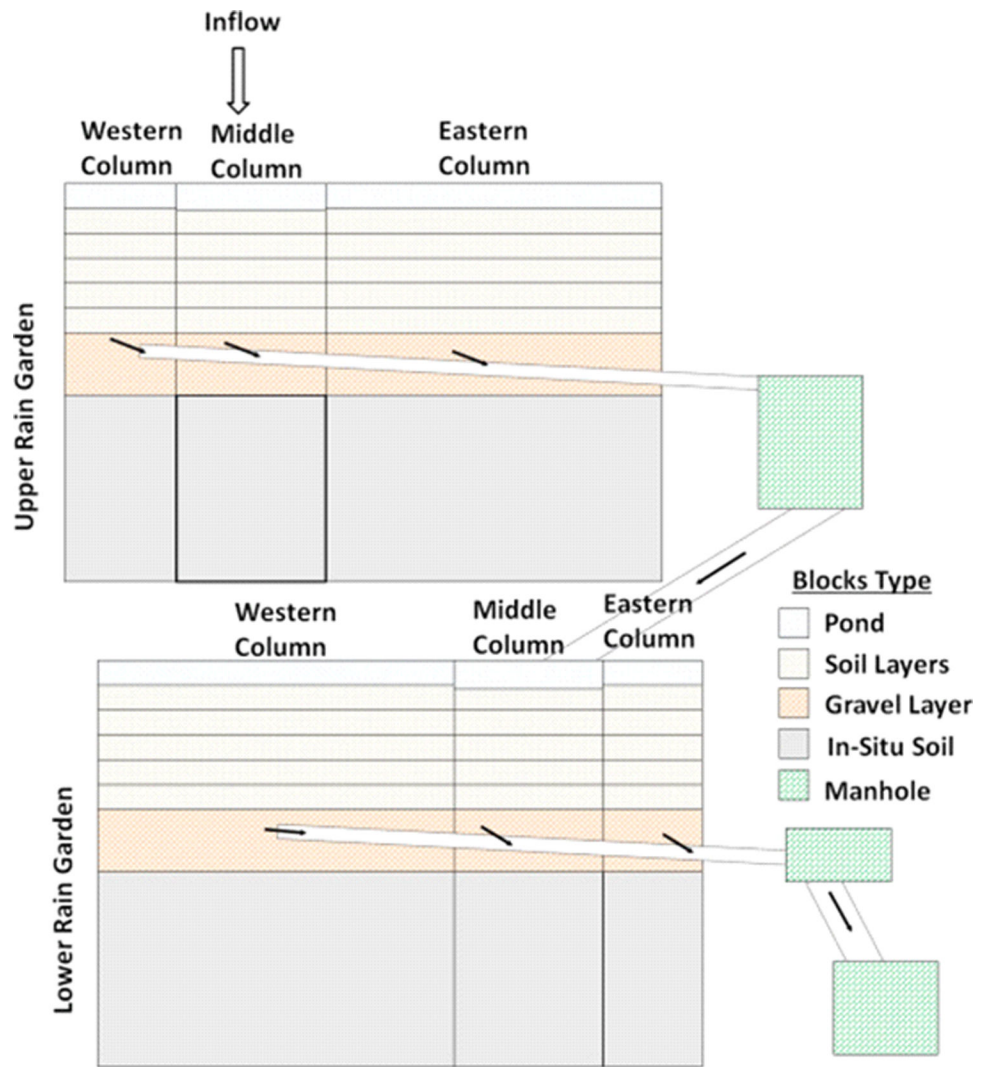 Inflow
Western
Column
Middle
Column
Eastern
Column
Upper Rain Garden
Western
Column
Middle
Column
Eastern
Column
Lower Rain Garden
Blocks Type
Pond
Soil Layers
Gravel Layer
In-Situ Soil
Manhole